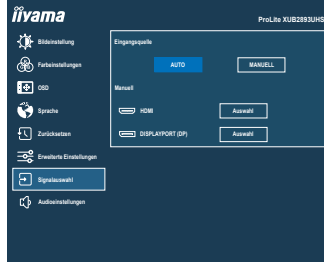 iiyama
ProLite XUB2893UHS
Bildeinstellung
Eingangsquelle
Farbeinstellungen
AUTO
MANUELL
OSD
Manuell
Sprache
HDMI
Auswahl
Zurücksetzen
DISPLAYPORT (DP)
Auswahl
Erweiterte Einstellungen
Signalauswahl
Audioeinstellungen